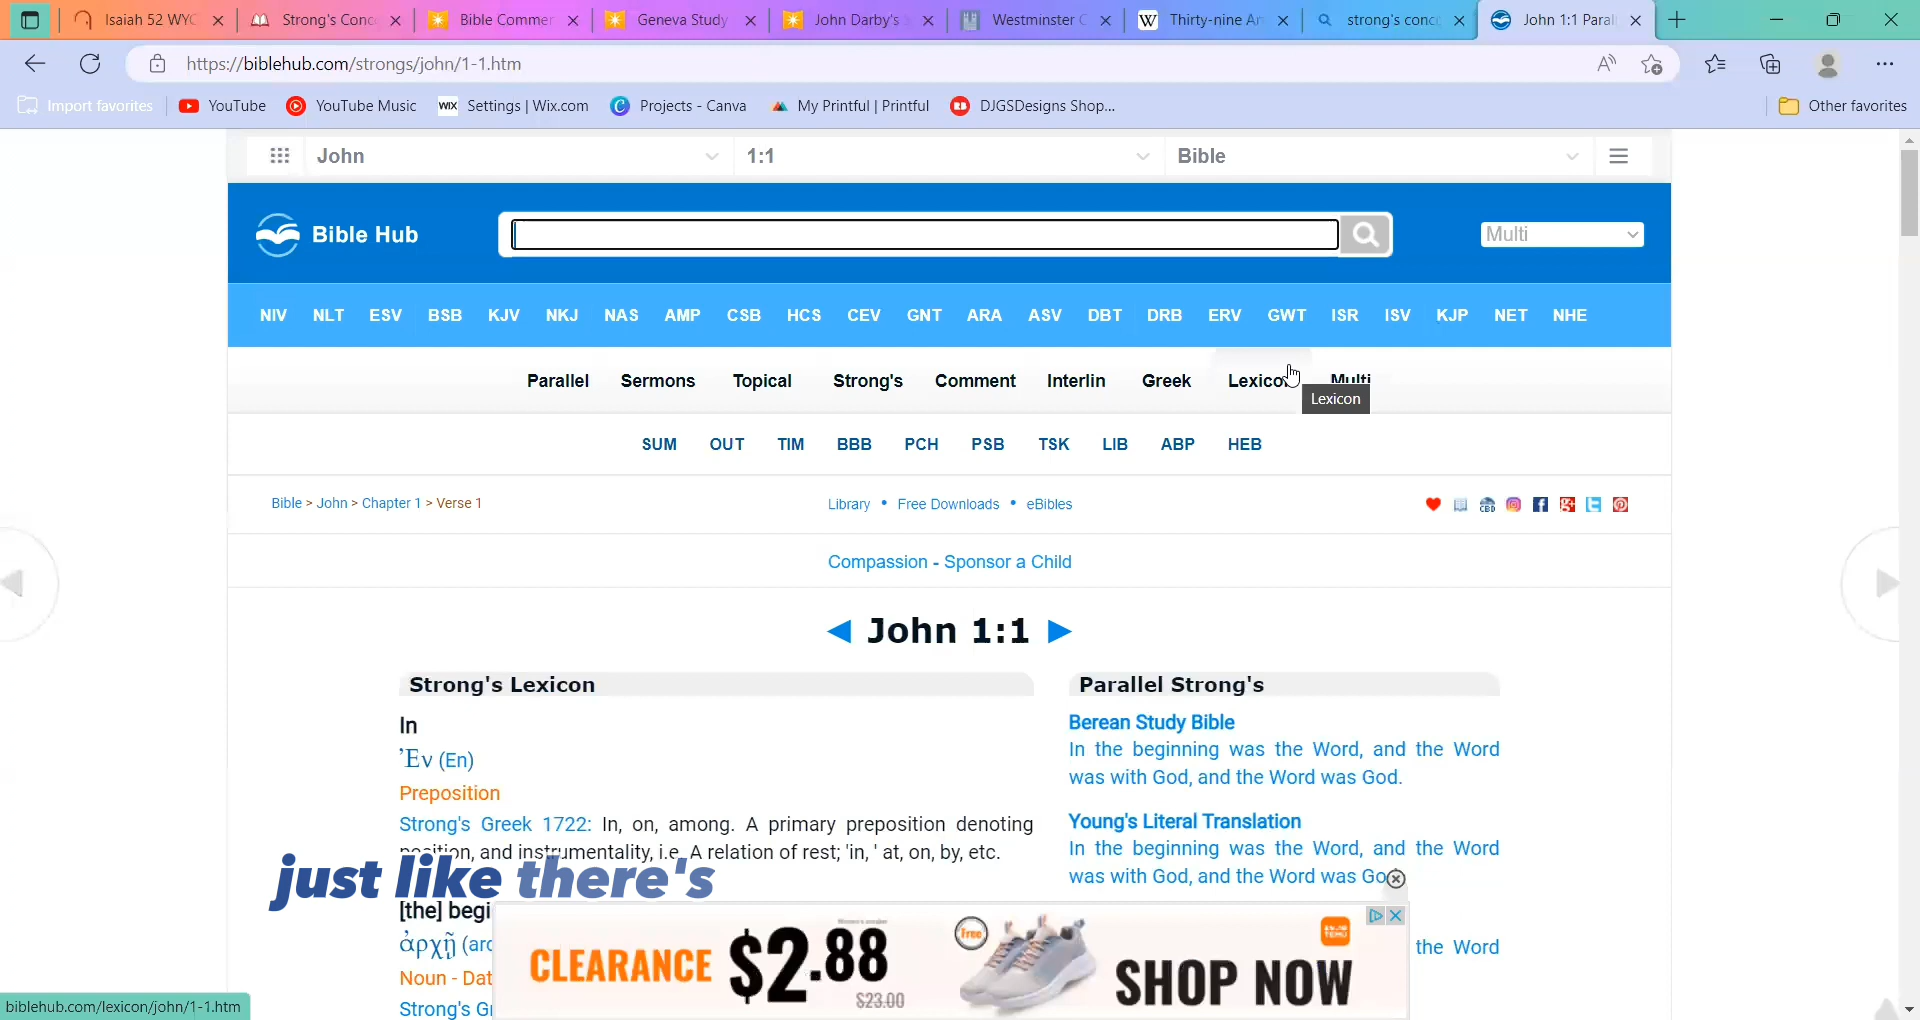 Isaiah 52 WYC
Strong's Conc
Bible Commen
Geneva Study
John Darby's S
Westminster C
Thirty-nine Ar
strong's conc
John 1:1 Paral
https://biblehub.com/strongs/john/1-1.htm
Import favorites
YouTube
YouTube Music
WIX Settings | Wix.com
Projects - Canva
My Printful | Printful
DJGSDesigns Shop...
Other favorites
John
1:1
Bible
Bible Hub
Multi
NIV NLT ESV BSB KJV NKJ NAS AMP CSB HCS CEV GNT ARA ASV DBT DRB ERV GWT ISR ISV KJP NET NHE
Parallel Sermons Topical Strong's Comment Interlin Greek Lexicon Multi
Lexicon
SUM OUT TIM BBB PCH PSB TSK LIB ABP HEB
Bible > John > Chapter 1 > Verse 1
Library • Free Downloads • eBibles
Compassion - Sponsor a Child
◄ John 1:1 ►
Strong's Lexicon
In
Ἐν (En)
Preposition
Strong's Greek 1722: In, on, among. A primary preposition denoting
position, and instrumentality, i.e. A relation of rest; 'in, ' at, on, by, etc.
just like there's
[the] begi
ἀρχῇ (arc
Noun - Dat
Strong's G
Parallel Strong's
Berean Study Bible
In the beginning was the Word, and the Word
was with God, and the Word was God.
Young's Literal Translation
In the beginning was the Word, and the Word
was with God, and the Word was Go
the Word
CLEARANCE $2.88
$23.00
Free
TEMU
SHOP NOW
biblehub.com/lexicon/john/1-1.htm